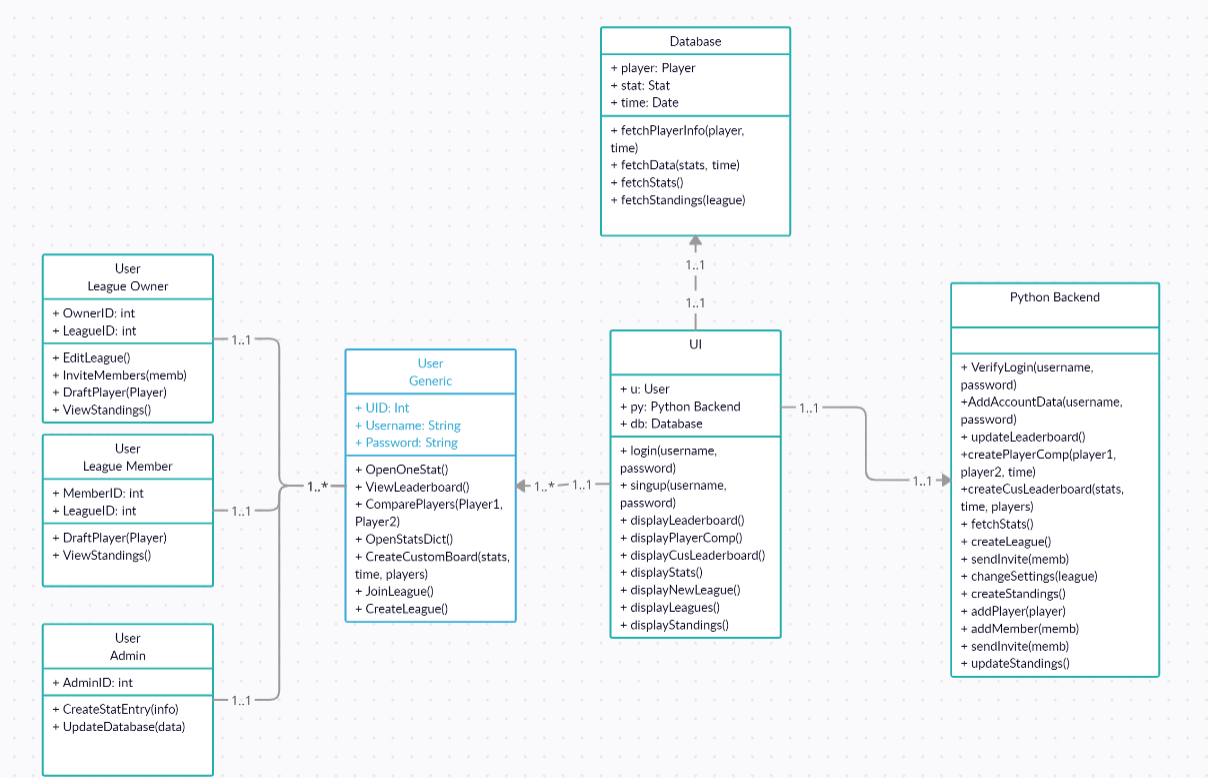 Database
+ player: Player
+ stat: Stat
+ time: Date
+ fetchPlayerInfo(player,
time)
+ fetchData(stats, time)
+ fetchStats()
+ fetchStandings(league)
1..1
1..1
User
League Owner
+ OwnerID: int
+ LeagueID: int
+ EditLeague()
+ InviteMembers(memb)
+ DraftPlayer(Player)
+ ViewStandings()
1..1
User
League Member
+ MemberID: int
+ LeagueID: int
+ DraftPlayer(Player)
+ ViewStandings()
1..1
User
Admin
+ AdminID: int
+ CreateStatEntry(info)
+ UpdateDatabase(data)
1..1
1..*
User
Generic
+ UID: Int
+ Username: String
+ Password: String
+ OpenOneStat()
+ ViewLeaderboard()
+ ComparePlayers(Player1,
Player2)
+ OpenStatsDict()
+ CreateCustomBoard(stats,
time, players)
+ JoinLeague()
+ CreateLeague()
1..*
1..1
UI
+ u: User
+ py: Python Backend
+ db: Database
+ login(username,
password)
+ singup(username,
password)
+ displayLeaderboard()
+ displayPlayerComp()
+ displayCusLeaderboard()
+ displayStats()
+ displayNewLeague()
+ displayLeagues()
+ displayStandings()
1..1
1..1
Python Backend
+ VerifyLogin(username,
password)
+AddAccountData(username,
password)
+ updateLeaderboard()
+createPlayerComp(player1,
player2, time)
+createCusLeaderboard(stats,
time, players)
+ fetchStats()
+ createLeague()
+ sendInvite(memb)
+ changeSettings(league)
+ createStandings()
+ addPlayer(player)
+ addMember(memb)
+ sendInvite(memb)
+ updateStandings()